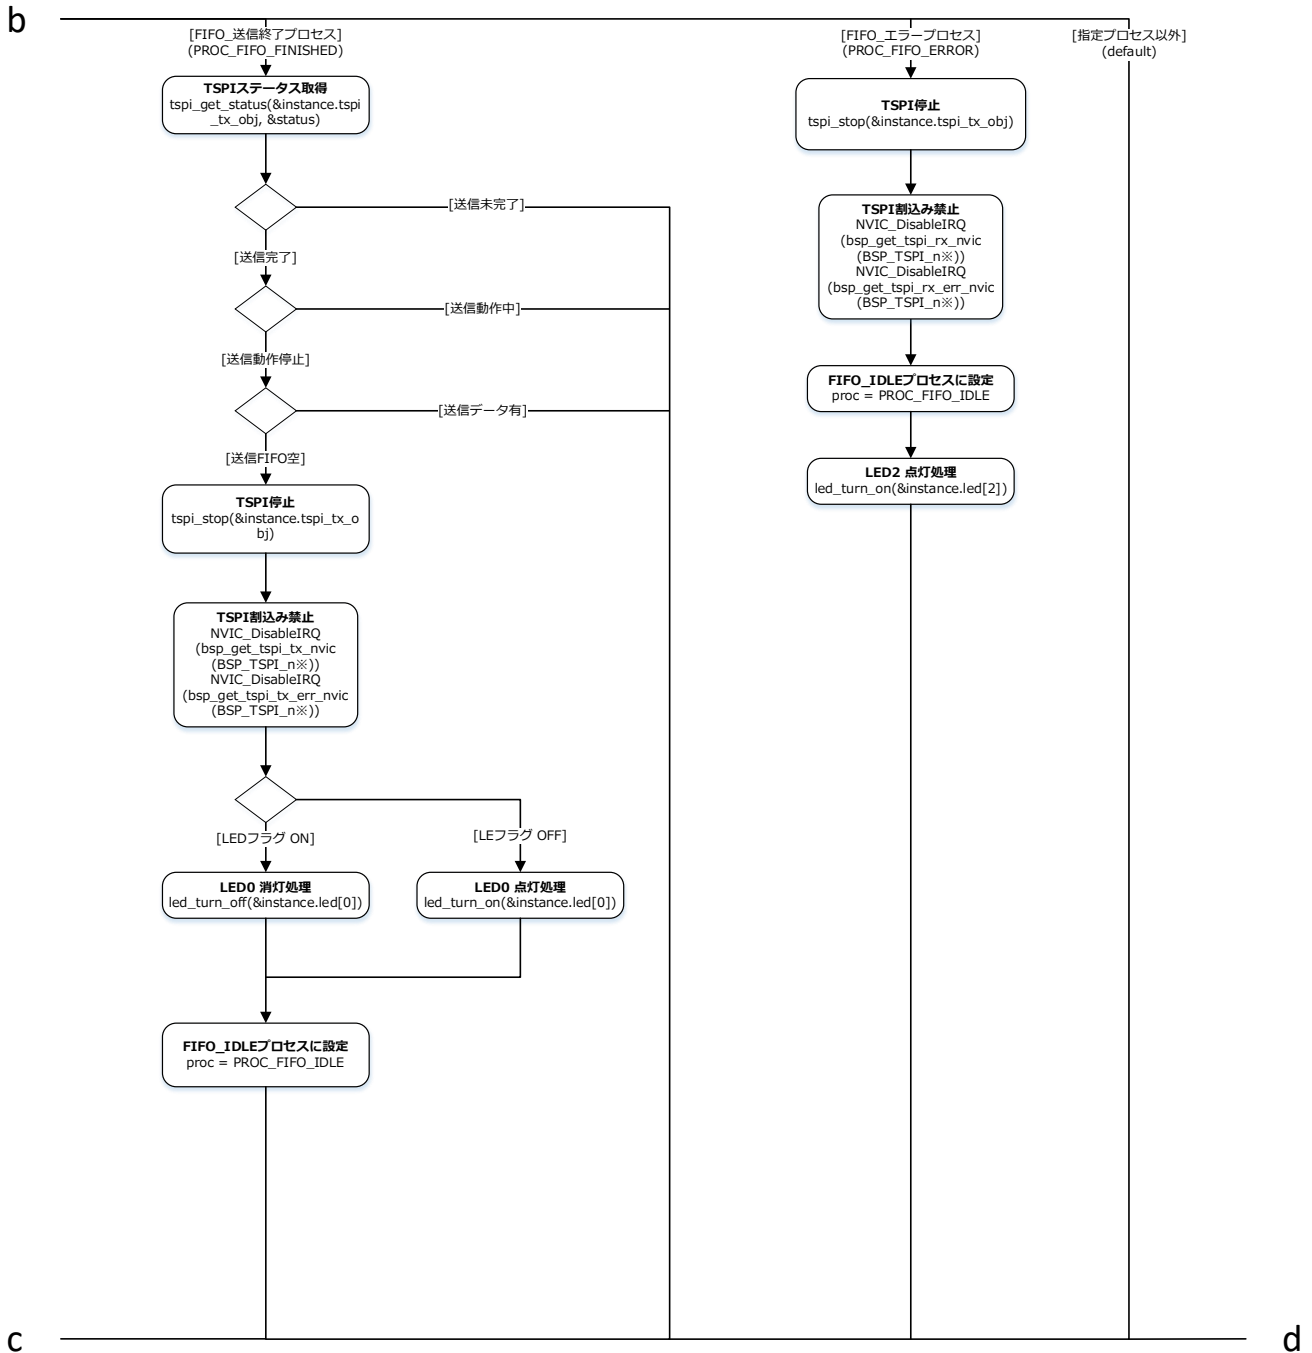 b
[FIFO_送信終了プロセス]
(PROC_FIFO_FINISHED)
TSPIステータス取得
tspi_get_status(&instance.tspi
_tx_obj, &status)
[送信未完了]
[送信完了]
[送信動作中]
[送信動作停止]
[送信データ有]
[送信FIFO空]
TSPI停止
tspi_stop(&instance.tspi_tx_o
bj)
TSPI割込み禁止
NVIC_DisableIRQ
(bsp_get_tspi_tx_nvic
(BSP_TSPI_n※))
NVIC_DisableIRQ
(bsp_get_tspi_tx_err_nvic
(BSP_TSPI_n※))
[LEDフラグ ON]
[LEフラグ OFF]
LED0 消灯処理
led_turn_off(&instance.led[0])
LED0 点灯処理
led_turn_on(&instance.led[0])
FIFO_IDLEプロセスに設定
proc = PROC_FIFO_IDLE
[FIFO_エラープロセス]
(PROC_FIFO_ERROR)
TSPI停止
tspi_stop(&instance.tspi_tx_obj)
TSPI割込み禁止
NVIC_DisableIRQ
(bsp_get_tspi_rx_nvic
(BSP_TSPI_n※))
NVIC_DisableIRQ
(bsp_get_tspi_rx_err_nvic
(BSP_TSPI_n※))
FIFO_IDLEプロセスに設定
proc = PROC_FIFO_IDLE
LED2 点灯処理
led_turn_on(&instance.led[2])
[指定プロセス以外]
(default)
c
d